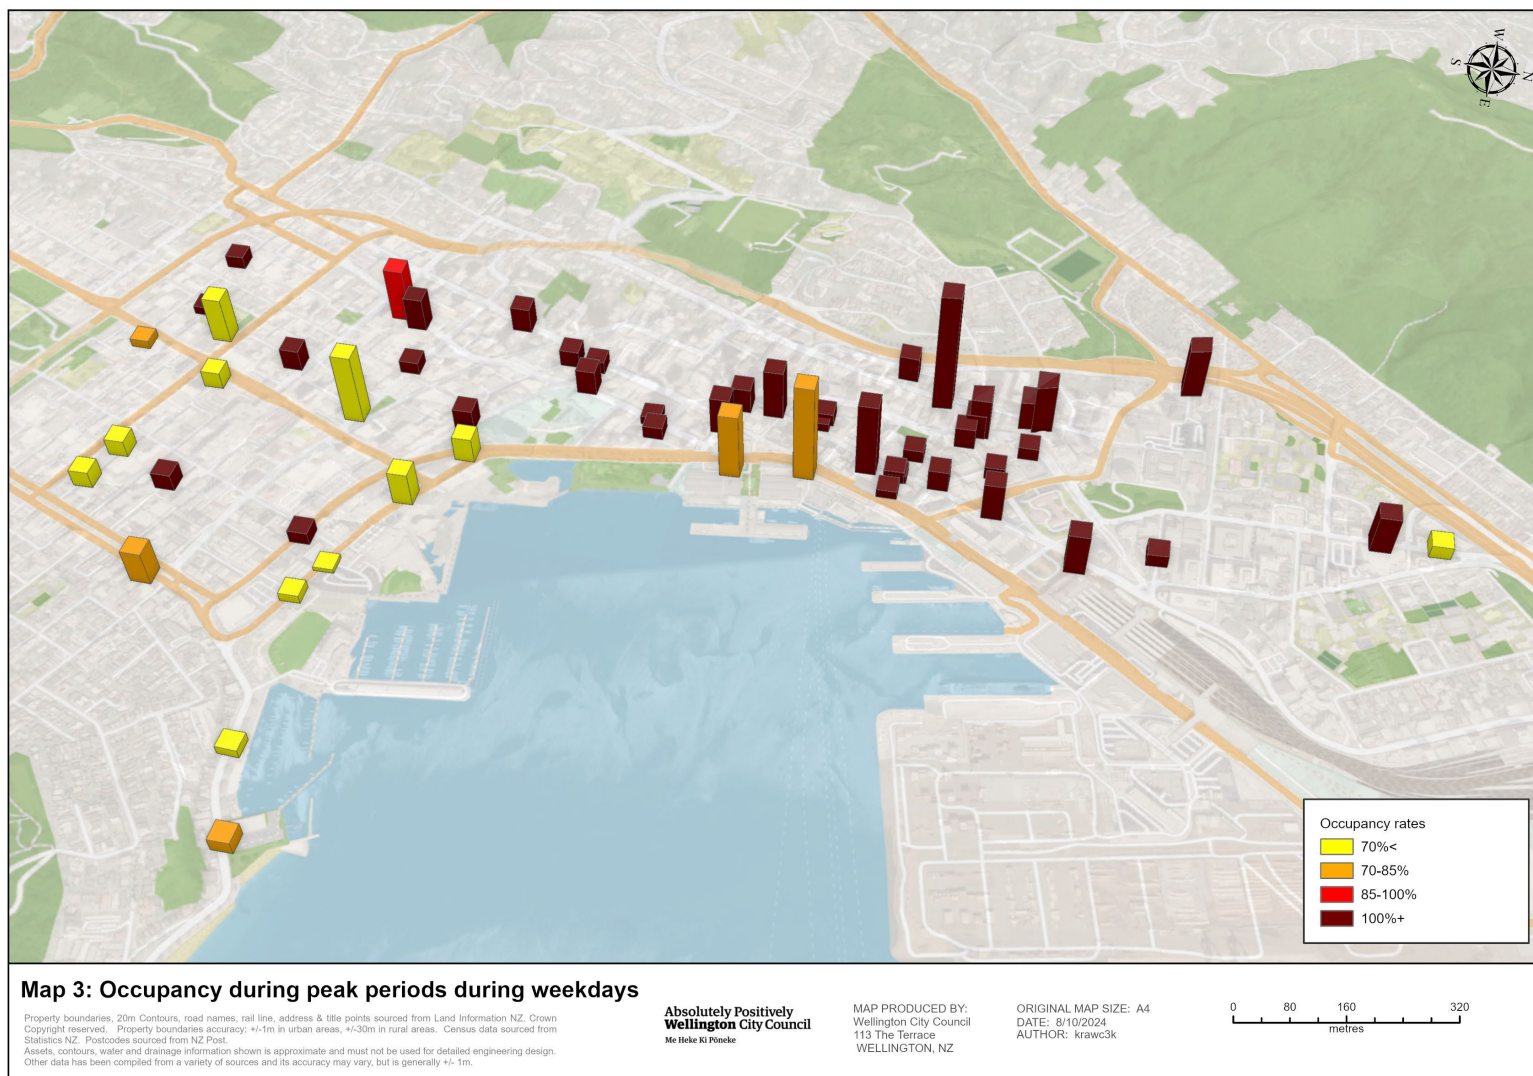 W
S
N
E
Occupancy rates
70%<
70-85%
85-100%
100%+
Map 3: Occupancy during peak periods during weekdays
Property boundaries, 20m Contours, road names, rail line, address & title points sourced from Land Information NZ. Crown
Copyright reserved. Property boundaries accuracy: +/-1m in urban areas, +/-30m in rural areas. Census data sourced from
Statistics NZ. Postcodes sourced from NZ Post.
Assets, contours, water and drainage information shown is approximate and must not be used for detailed engineering design.
Other data has been compiled from a variety of sources and its accuracy may vary, but is generally +/- 1m.
Absolutely Positively
Wellington City Council
Me Heke Ki Pōneke
MAP PRODUCED BY:
Wellington City Council
113 The Terrace
WELLINGTON, NZ
ORIGINAL MAP SIZE: A4
DATE: 8/10/2024
AUTHOR: krawc3k
0 80 160 320
metres